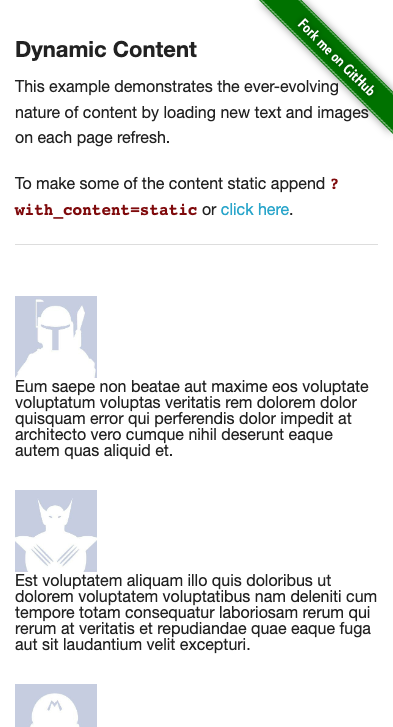 Fork me on GitHub
Dynamic Content
This example demonstrates the ever-evolving
nature of content by loading new text and images
on each page refresh.
To make some of the content static append ?
with_content=static or click here.
Eum saepe non beatae aut maxime eos voluptate
voluptatum voluptas veritatis rem dolorem dolor
quisquam error qui perferendis dolor impedit at
architecto vero cumque nihil deserunt eaque
autem quas aliquid et.
Est voluptatem aliquam illo quis doloribus ut
dolorem voluptatem voluptatibus nam deleniti cum
tempore totam consequatur laboriosam rerum qui
rerum at veritatis et repudiandae quae eaque fuga
aut sit laudantium velit excepturi.
M